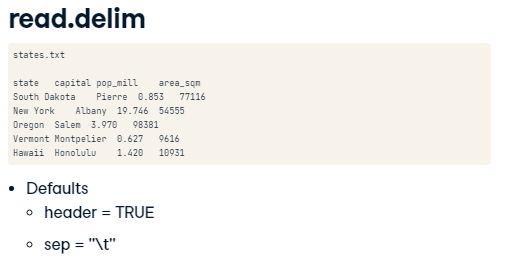 read.delim
states.txt
state capital pop_mill area_sqm
South Dakota Pierre 0.853 77116
New York Albany 19.746 54555
Oregon Salem 3.970 98381
Vermont Montpelier 0.627 9616
Hawaii Honolulu 1.420 10931
• Defaults
○ header = TRUE
○ sep = "\t"